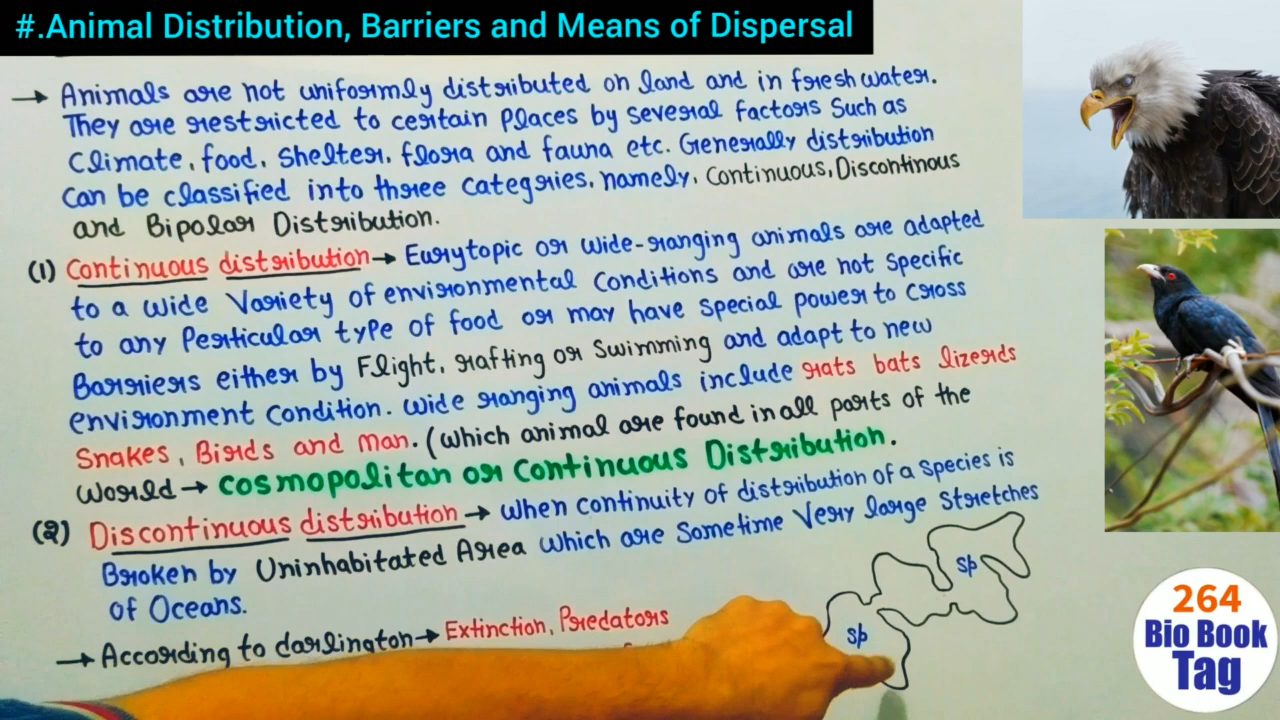 #.Animal Distribution, Barriers and Means of Dispersal
→ Animals are not uniformly distributed on land and in fresh water.
They are restricted to certain places by several factors Such as
Climate, food, Shelter, flora and fauna etc. Generally distribution
Can be classified into three categries, namely, Continuous, Discontinous
and Bipolar Distribution.
(1) Continuous distribution → Eurytopic or wide-ranging animals are adapted
to a wide Variety of environmental Conditions and are not Specific
to any Perticular type of food or may have Special power to Cross
Barriers either by Flight, rafting or Swimming and adapt to new
environment Condition. Wide ranging animals include rats bats lizerds
Snakes, Birds and Man. (Which animal are found in all parts of the
World → Cosmopolitan or Continuous Distribution.
(2) Discontinuous distribution → When continuity of distribution of a Species is
Broken by Uninhabitated Area Which are Sometime Very large Stretches
of Oceans.
→ According to darlington → Extinction, Predators
Sp
Sp
264
Bio Book
Tag